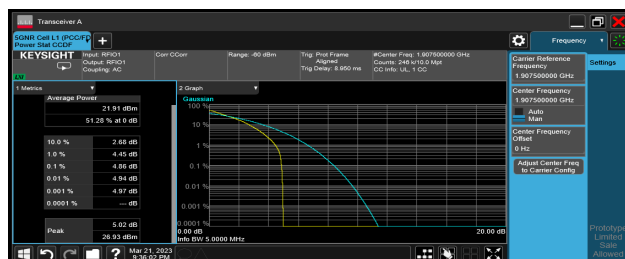 Transceiver A
5GNR Cell L1 (PCC/F
Power Stat CCDF
Frequency
KEYSIGHT
Input: RFIO1
Output: RFIO1
Coupling: AC
Corr CCorr
Range: -60 dBm
Trig: Prot Frame
Aligned
Trig Delay: 8.950 ms
#Center Freq: 1.907500000 GHz
Counts: 246 k/10.0 Mpt
CC Info: UL, 1 CC
Carrier Reference
Frequency
1.907500000 GHz
Settings
Center Frequency
1.907500000 GHz
Auto
Man
Center Frequency
Offset
0 Hz
Adjust Center Freq
to Carrier Config
1 Metrics
Average Power
21.91 dBm
51.28 % at 0 dB
10.0 % 2.68 dB
1.0 % 4.45 dB
0.1 % 4.86 dB
0.01 % 4.94 dB
0.001 % 4.97 dB
0.0001 % --- dB
Peak
5.02 dB
26.93 dBm
2 Graph
Gaussian
100 %
10 %
1 %
0.1 %
0.01 %
0.001 %
0.0001 %
0.00 dB
20.00 dB
Info BW 5.0000 MHz
Prototype
Limited
Sale
Allowed
Mar 21, 2023
9:36:02 PM